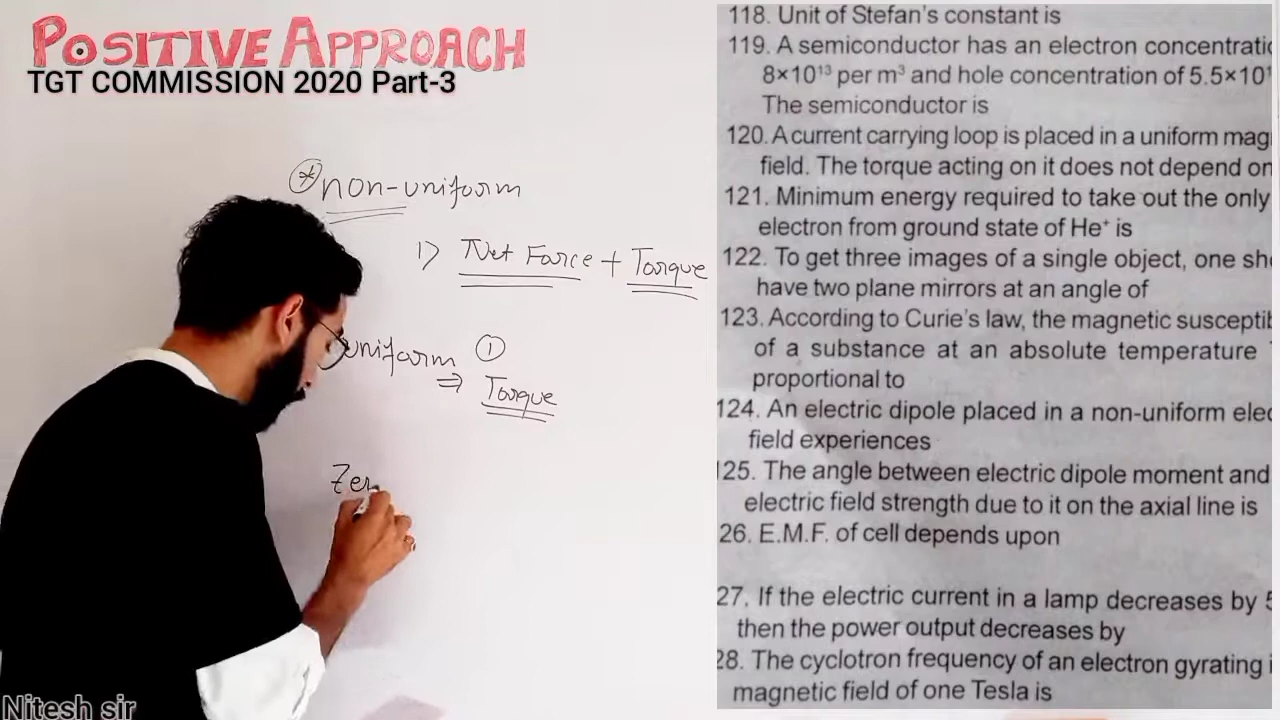 POSITIVE APPROACH
TGT COMMISSION 2020 Part-3
*non-uniform
1) Net Force + Torque
uniform ①
⇒ Torque
Zer
Nitesh sir
118. Unit of Stefan's constant is
119. A semiconductor has an electron concentratio
8×10¹³ per m³ and hole concentration of 5.5×10
The semiconductor is
120. A current carrying loop is placed in a uniform mag
field. The torque acting on it does not depend on
121. Minimum energy required to take out the only
electron from ground state of He⁺ is
122. To get three images of a single object, one sh
have two plane mirrors at an angle of
123. According to Curie's law, the magnetic susceptib
of a substance at an absolute temperature
proportional to
124. An electric dipole placed in a non-uniform elec
field experiences
125. The angle between electric dipole moment and
electric field strength due to it on the axial line is
26. E.M.F. of cell depends upon
27. If the electric current in a lamp decreases by 5
then the power output decreases by
28. The cyclotron frequency of an electron gyrating i
magnetic field of one Tesla is